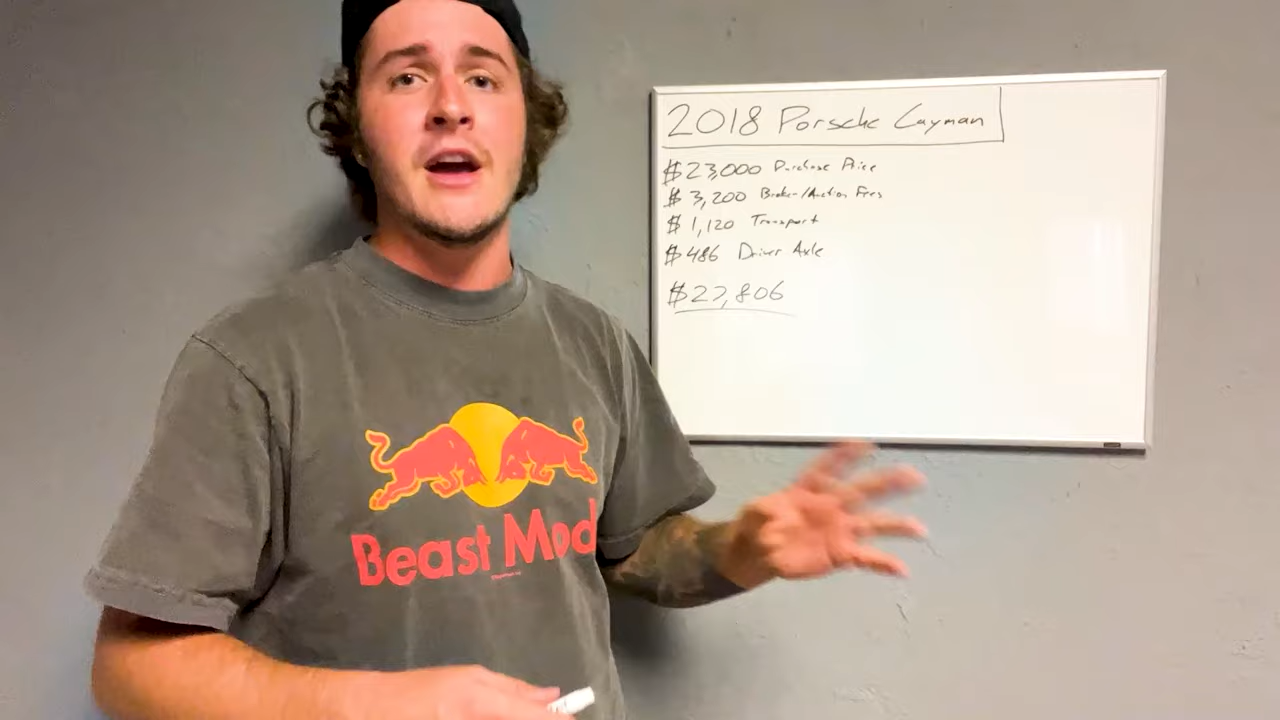 2018 Porsche Cayman
$23,000 Purchase Price
$3,200 Broker/Auction Fees
$1,120 Transport
$486 Driver Axle
$27,806
Beast Mod